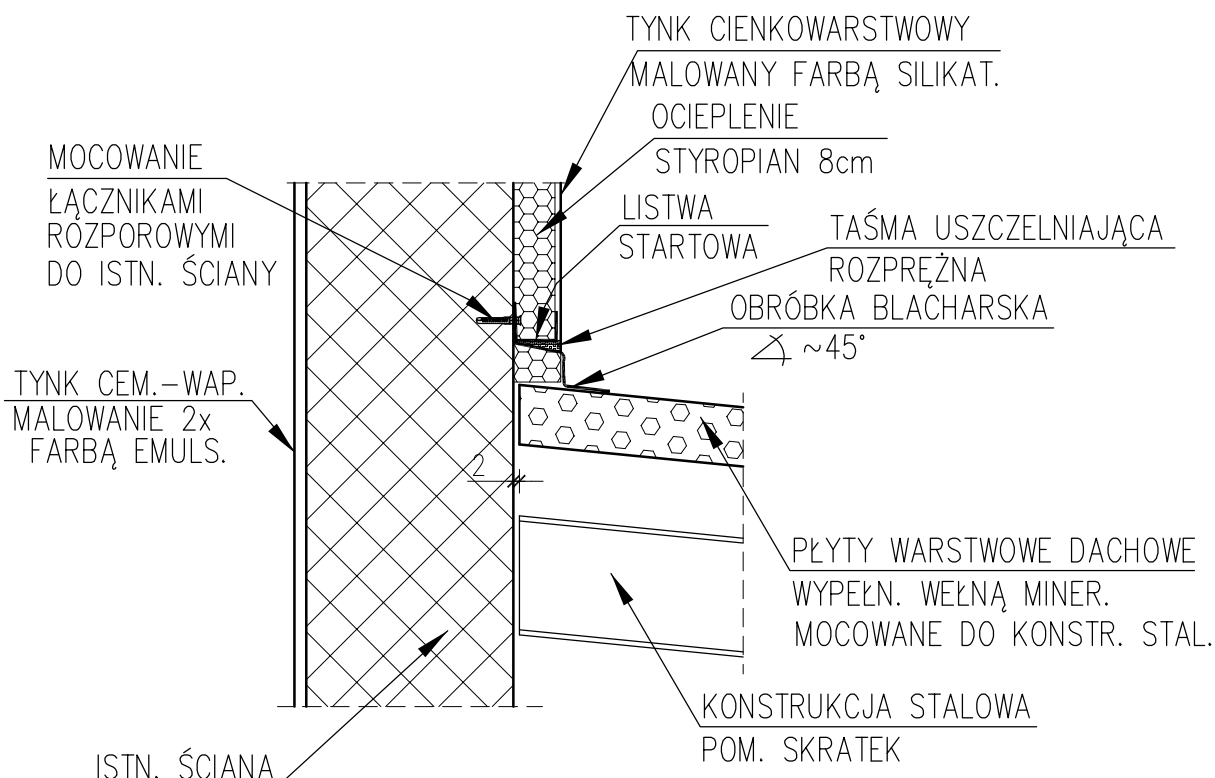 TYNK CIENKOWARSTWOWY
MALOWANY FARBĄ SILIKAT.
OCIEPLENIE
STYROPIAN 8cm
MOCOWANIE
ŁĄCZNIKAMI
ROZPOROWYMI
DO ISTN. ŚCIANY
LISTWA
STARTOWA
TAŚMA USZCZELNIAJĄCA
ROZPRĘŻNA
OBRÓBKA BLACHARSKA
~45°
TYNK CEM.-WAP.
MALOWANIE 2x
FARBĄ EMULS.
2
PŁYTY WARSTWOWE DACHOWE
WYPEŁN. WEŁNĄ MINER.
MOCOWANE DO KONSTR. STAL.
KONSTRUKCJA STALOWA
POM. SKRATEK
ISTN. ŚCIANA